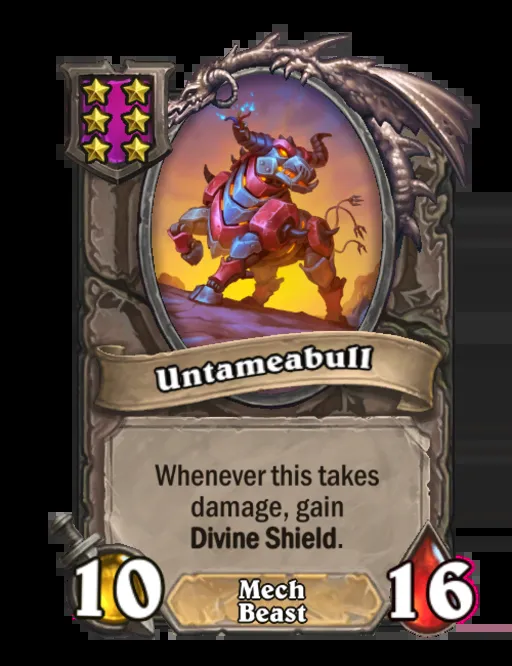 Untameabull
Whenever this takes
damage, gain
Divine Shield.
10
Mech
Beast
16